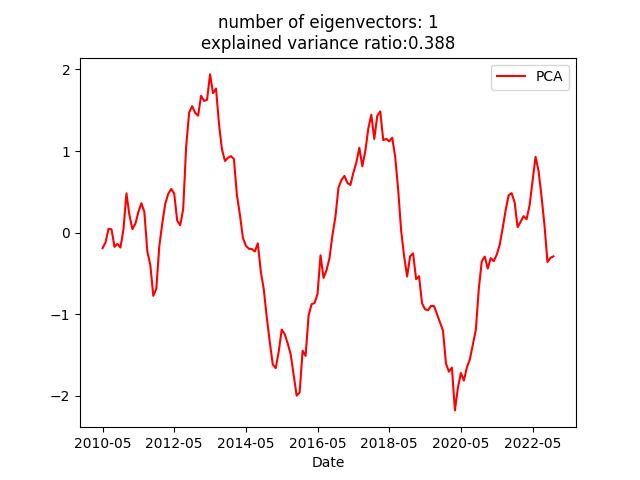 number of eigenvectors: 1
explained variance ratio:0.388
PCA
2
1
0
−1
−2
2010-05 2012-05 2014-05 2016-05 2018-05 2020-05 2022-05
Date